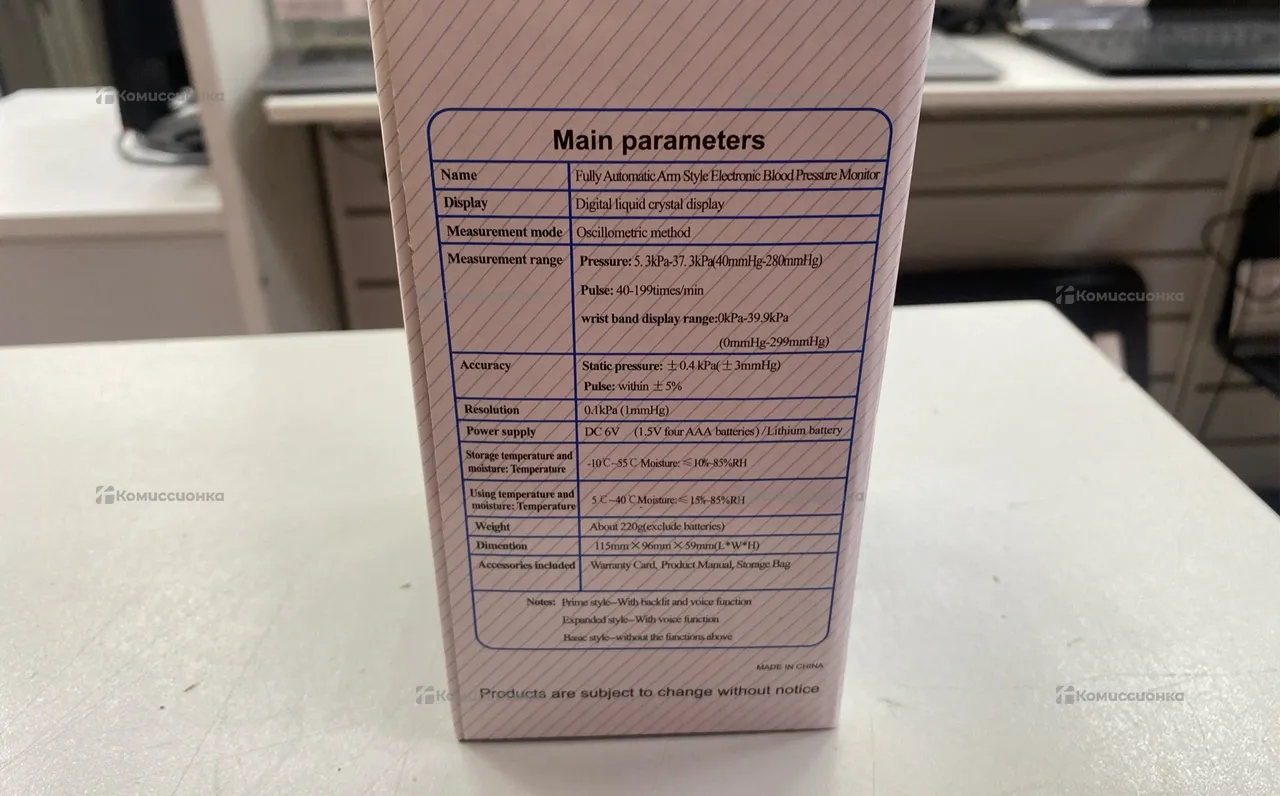 Main parameters
Name Fully Automatic Arm Style Electronic Blood Pressure Monitor
Display Digital liquid crystal display
Measurement mode Oscillometric method
Measurement range Pressure: 5.3kPa-37.3kPa(40mmHg-280mmHg)
Pulse: 40-199times/min
wrist band display range:0kPa-39.9kPa
(0mmHg-299mmHg)
Accuracy Static pressure: ±0.4 kPa(±3mmHg)
Pulse: within ±5%
Resolution 0.1kPa (1mmHg)
Power supply DC 6V (1.5V four AAA batteries) /Lithium battery
Storage temperature and
moisture: Temperature -10℃~55℃ Moisture: ≤10%-85%RH
Using temperature and
moisture: Temperature 5℃~40℃ Moisture:≤15%-85%RH
Weight About 220g(exclude batteries)
Dimention 115mm×96mm×59mm(L*W*H)
Accessories included Warranty Card, Product Manual, Storage Bag
Notes: Prime style--With backlit and voice function
Expanded style--With voice function
Basic style--without the functions above
MADE IN CHINA
Products are subject to change without notice
Комиссионка
Комиссионка
Комиссионка
Комиссионка